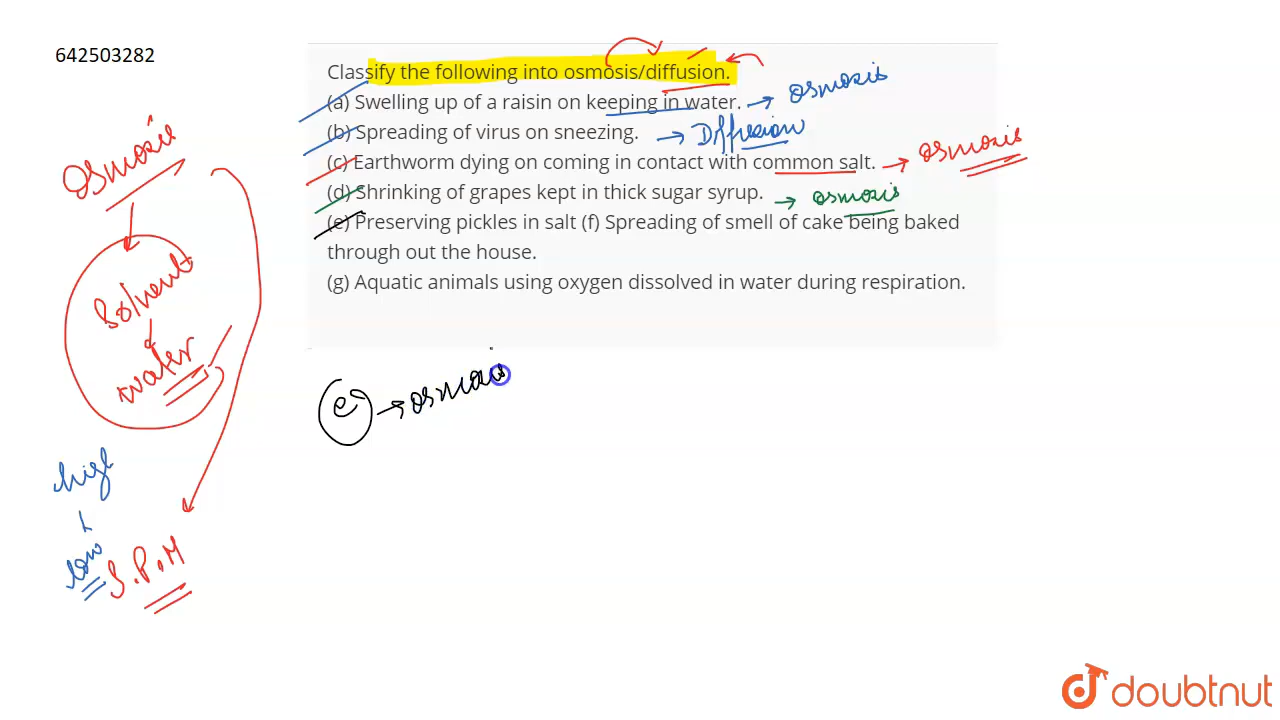 642503282
Classify the following into osmosis/diffusion.
(a) Swelling up of a raisin on keeping in water. → osmosis
(b) Spreading of virus on sneezing. → Diffusion
(c) Earthworm dying on coming in contact with common salt. → osmosis
(d) Shrinking of grapes kept in thick sugar syrup. → osmosis
(e) Preserving pickles in salt (f) Spreading of smell of cake being baked
through out the house.
(g) Aquatic animals using oxygen dissolved in water during respiration.
osmosis
Solvent
water
high
low
S.P.M
e → osmosis
doubtnut